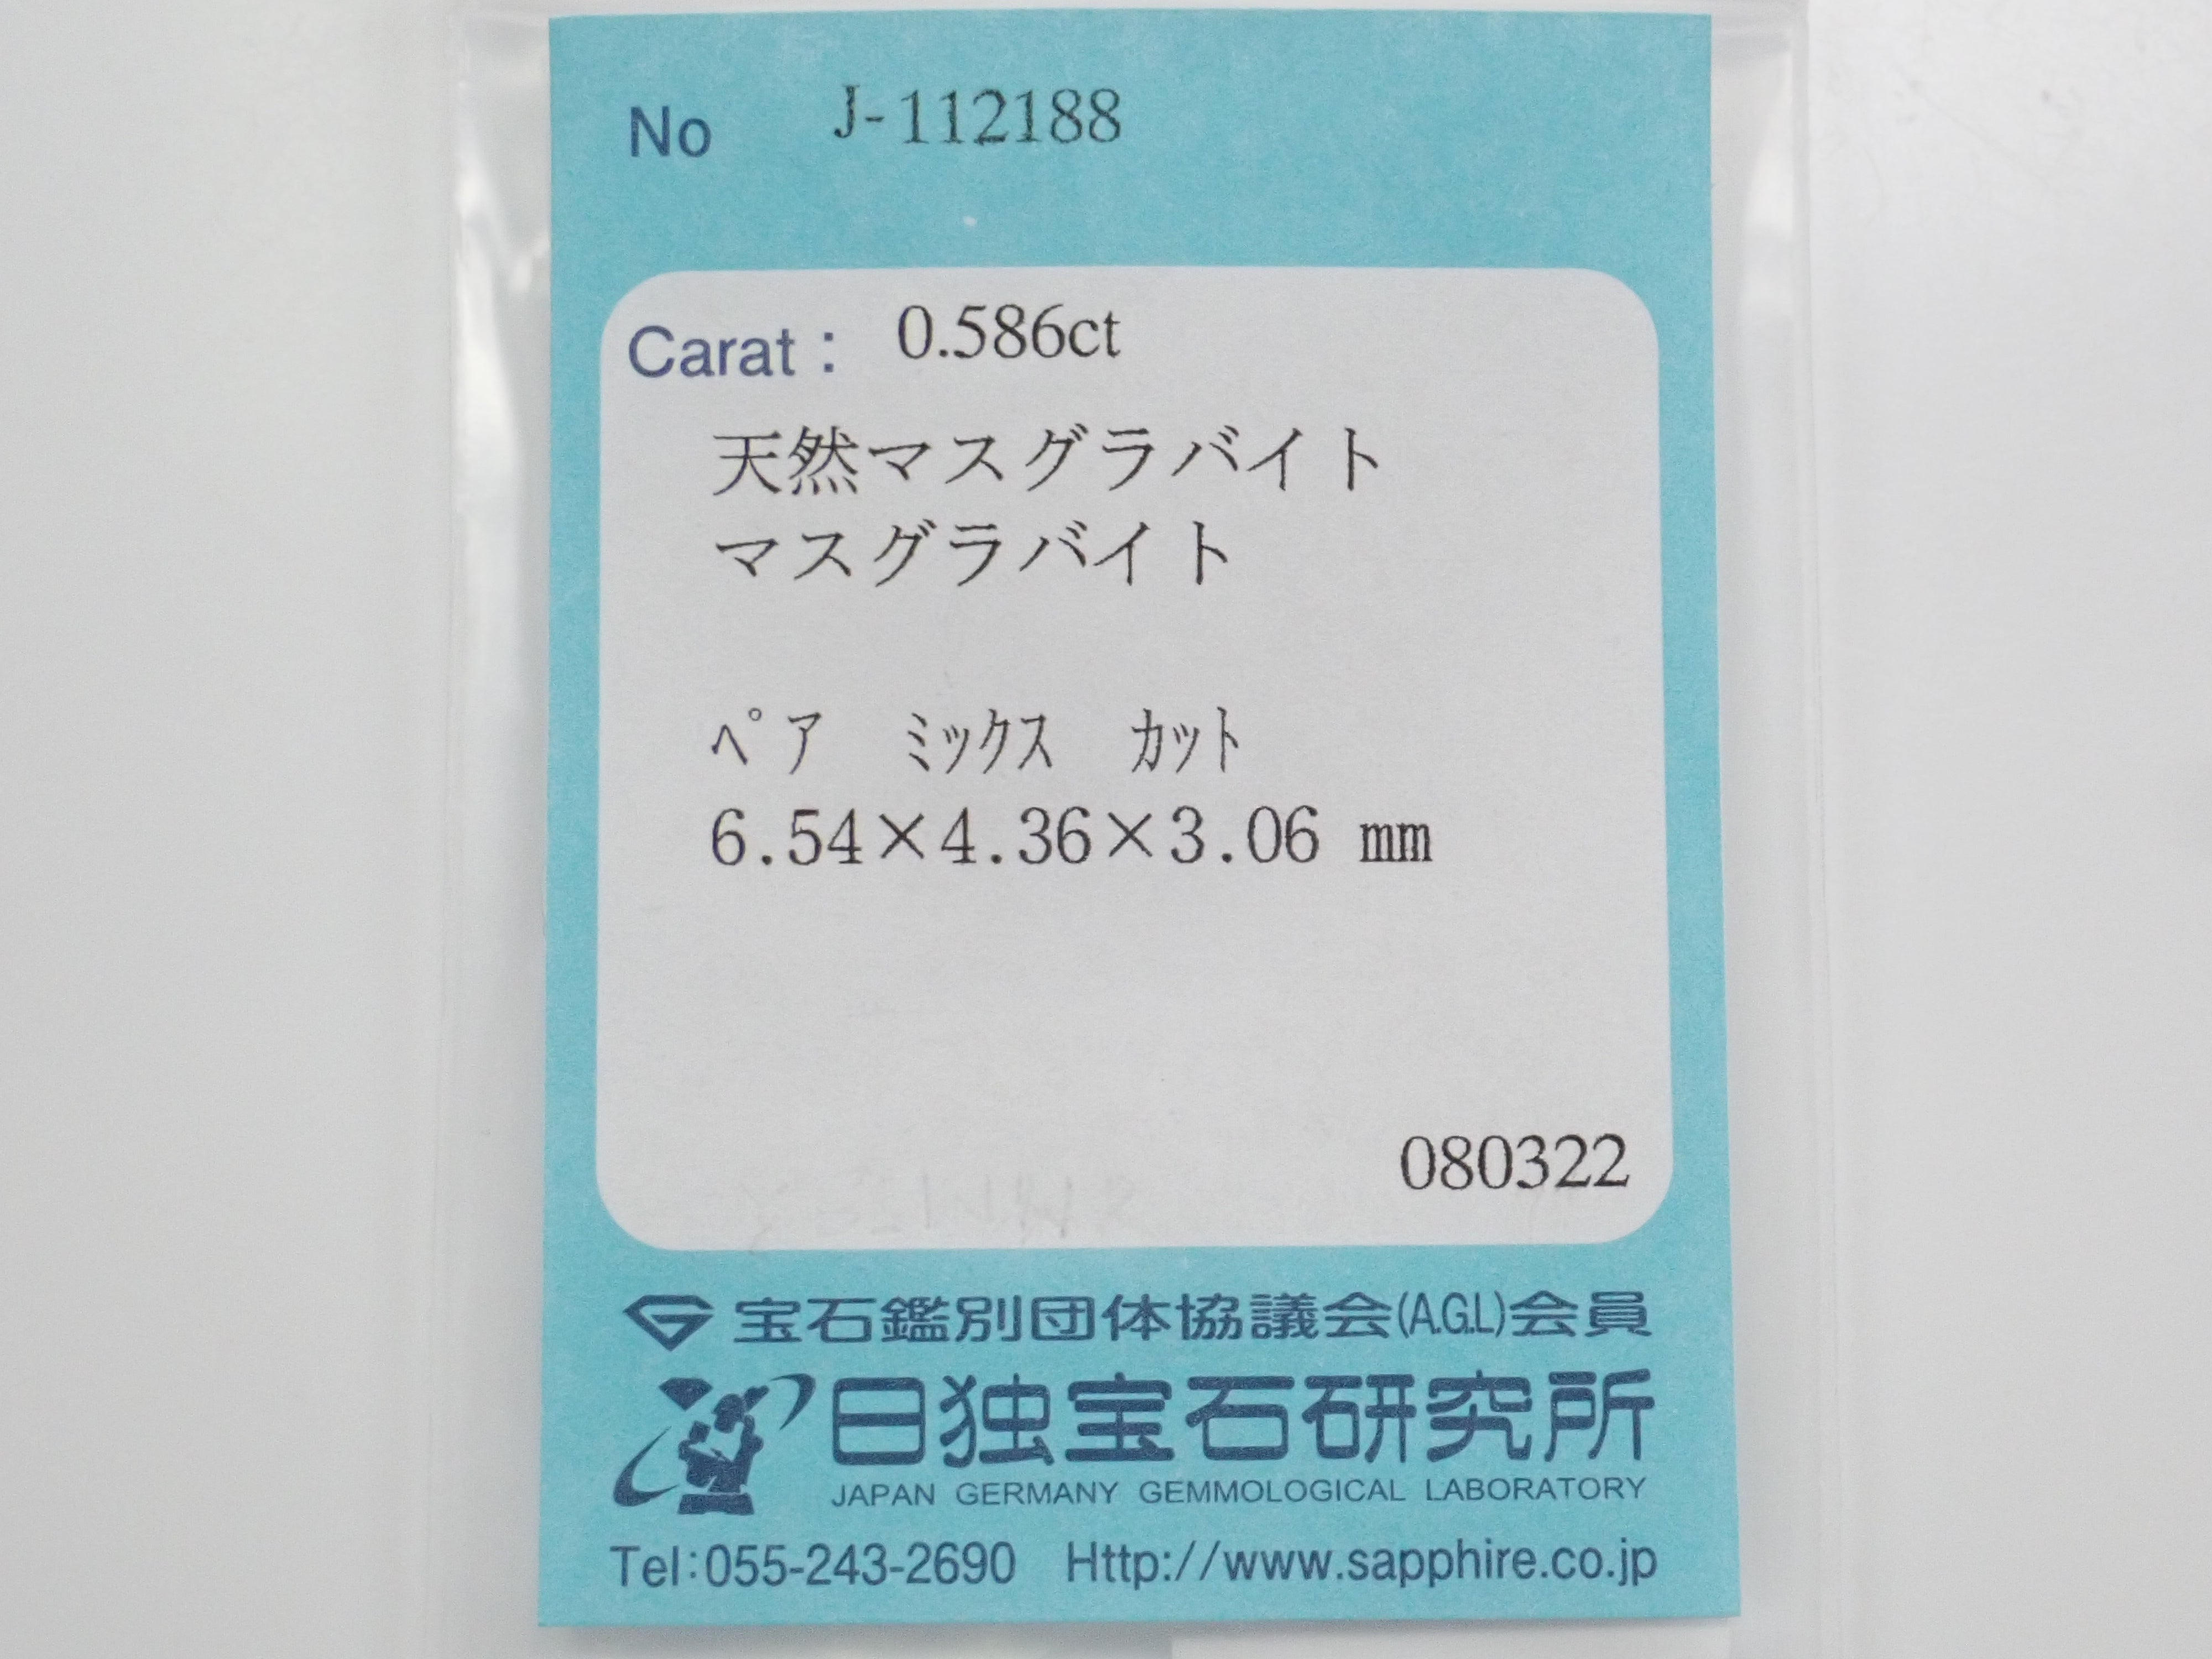 No J-112188
Carat : 0.586ct
天然マスグラバイト
マスグラバイト
ﾍﾟｱ ﾐｯｸｽ ｶｯﾄ
6.54×4.36×3.06 mm
080322
宝石鑑別団体協議会(A.G.L)会員
日独宝石研究所
JAPAN GERMANY GEMMOLOGICAL LABORATORY
Tel:055-243-2690 Http://www.sapphire.co.jp